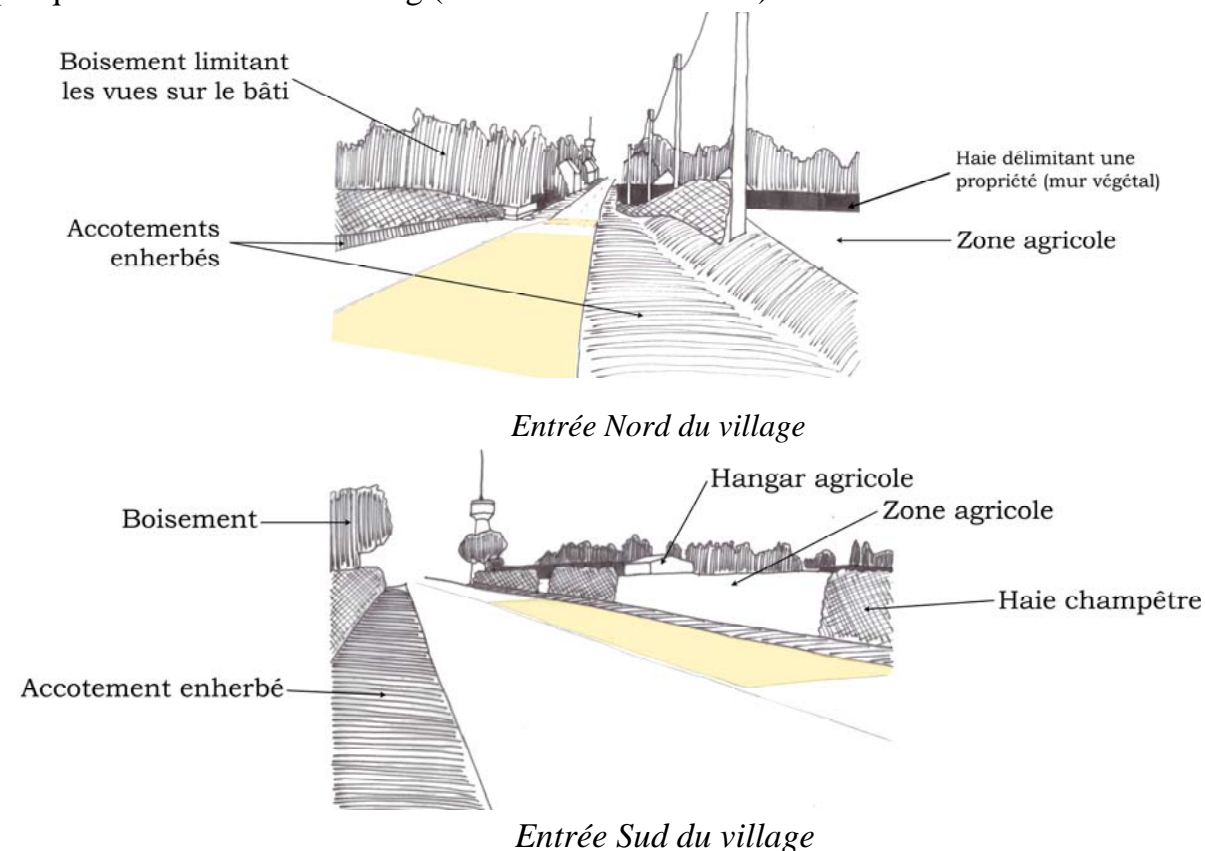 Boisement limitant
les vues sur le bâti
Haie délimitant une
propriété (mur végétal)
Accotements
enherbés
Zone agricole
Entrée Nord du village
Hangar agricole
Zone agricole
Boisement
Haie champêtre
Accotement enherbé
Entrée Sud du village